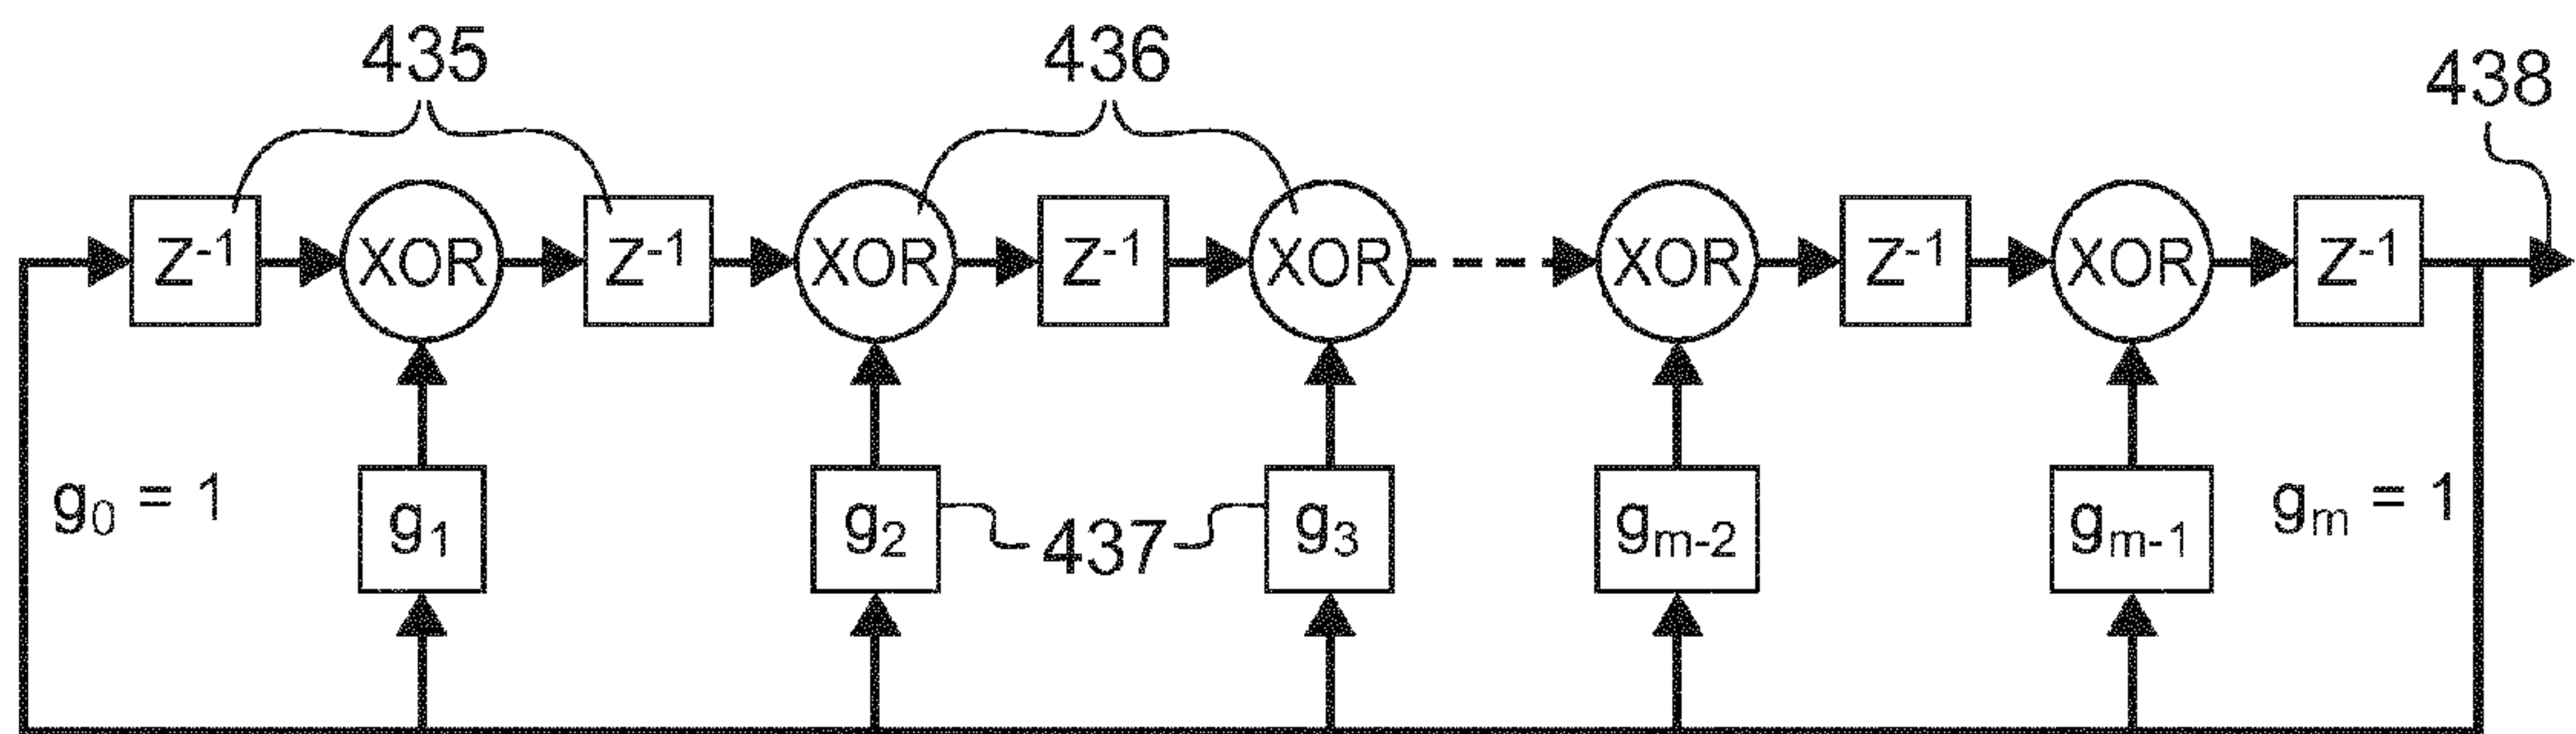 435 436 438
Z⁻¹ XOR Z⁻¹ XOR Z⁻¹ XOR XOR Z⁻¹ XOR Z⁻¹
g₀ = 1 g₁ g₂ 437 g₃ gₘ₋₂ gₘ₋₁ gₘ = 1